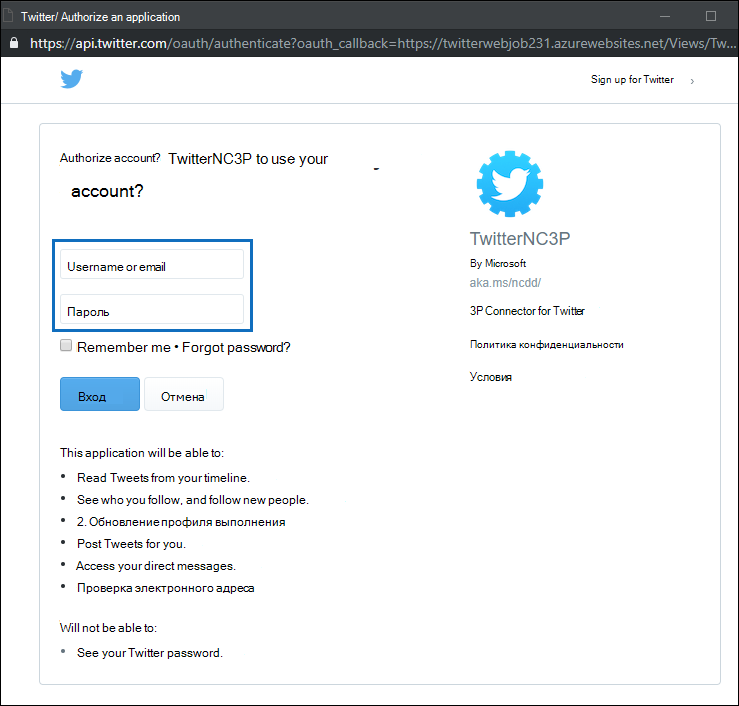 Twitter/ Authorize an application
https://api.twitter.com/oauth/authenticate?oauth_callback=https://twitterwebjob231.azurewebsites.net/Views/Tw...
Sign up for Twitter ›
Authorize account? TwitterNC3P to use your
account?
Username or email
Пароль
Remember me • Forgot password?
Вход Отмена
This application will be able to:
• Read Tweets from your timeline.
• See who you follow, and follow new people.
• 2. Обновление профиля выполнения
• Post Tweets for you.
• Access your direct messages.
• Проверка электронного адреса
Will not be able to:
• See your Twitter password.
TwitterNC3P
By Microsoft
aka.ms/ncdd/
3P Connector for Twitter
Политика конфиденциальности
Условия